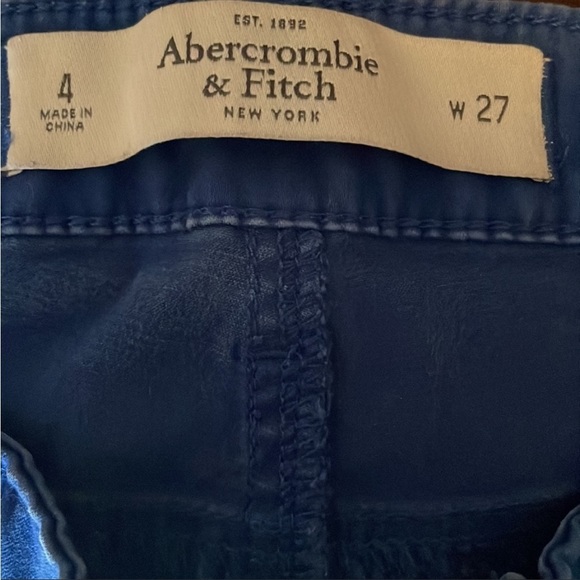 EST. 1892
Abercrombie
& Fitch
NEW YORK
4
MADE IN
CHINA
W 27